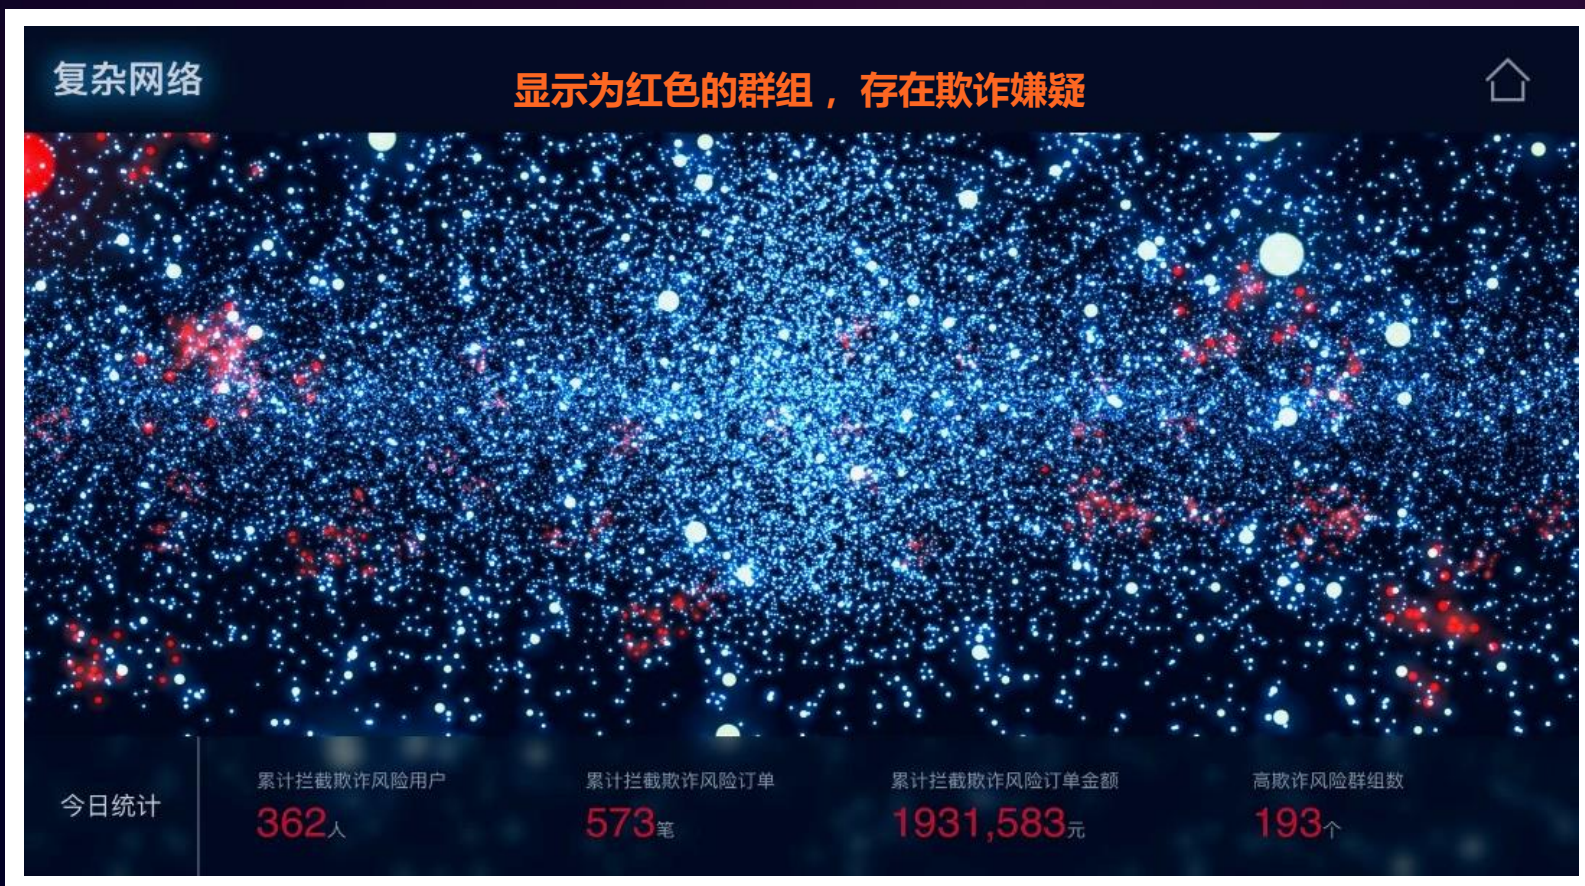 复杂网络
显示为红色的群组，存在欺诈嫌疑
今日统计
累计拦截欺诈风险用户
362人
累计拦截欺诈风险订单
573笔
累计拦截欺诈风险订单金额
1931,583元
高欺诈风险群组数
193个